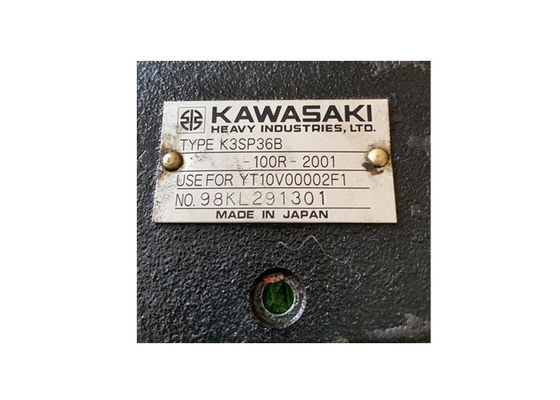 KAWASAKI
HEAVY INDUSTRIES, LTD.
TYPE K3SP36B
-100R-2001
USE FOR YT10V00002F1
NO. 98KL291301
MADE IN JAPAN